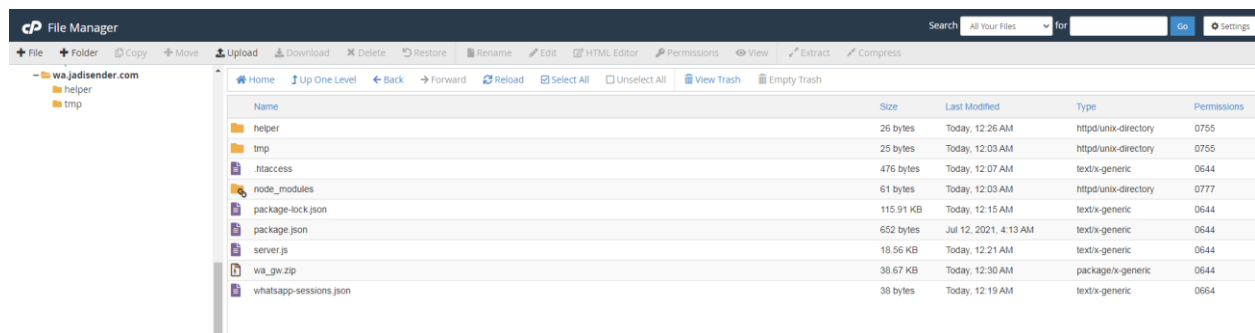 cP File Manager Search All Your Files for Go Settings
File Folder Copy Move Upload Download Delete Restore Rename Edit HTML Editor Permissions View Extract Compress
wa.jadisender.com
helper
tmp
Home Up One Level Back Forward Reload Select All Unselect All View Trash Empty Trash
Name Size Last Modified Type Permissions
helper 26 bytes Today, 12:26 AM httpd/unix-directory 0755
tmp 25 bytes Today, 12:03 AM httpd/unix-directory 0755
.htaccess 476 bytes Today, 12:07 AM text/x-generic 0644
node_modules 61 bytes Today, 12:03 AM httpd/unix-directory 0777
package-lock.json 115.91 KB Today, 12:15 AM text/x-generic 0644
package.json 652 bytes Jul 12, 2021, 4:13 AM text/x-generic 0644
server.js 18.56 KB Today, 12:21 AM text/x-generic 0644
wa_gw.zip 38.67 KB Today, 12:30 AM package/x-generic 0644
whatsapp-sessions.json 38 bytes Today, 12:19 AM text/x-generic 0664